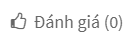 Đánh giá (0)